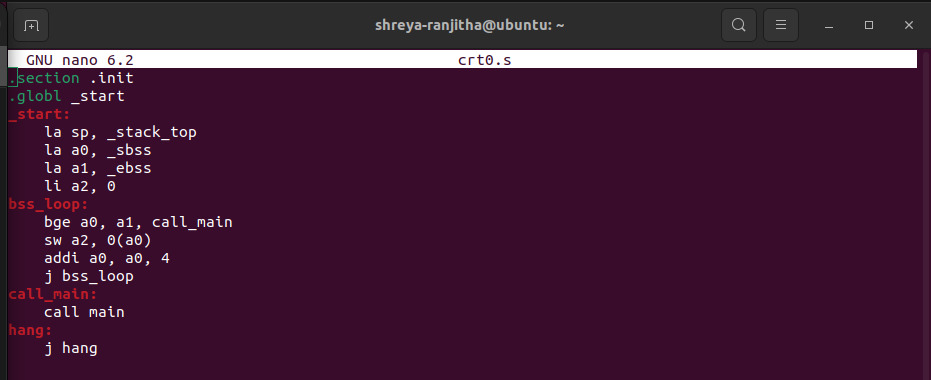 shreya-ranjitha@ubuntu: ~
GNU nano 6.2 crt0.s
.section .init
.globl _start
_start:
    la sp, _stack_top
    la a0, _sbss
    la a1, _ebss
    li a2, 0
bss_loop:
    bge a0, a1, call_main
    sw a2, 0(a0)
    addi a0, a0, 4
    j bss_loop
call_main:
    call main
hang:
    j hang